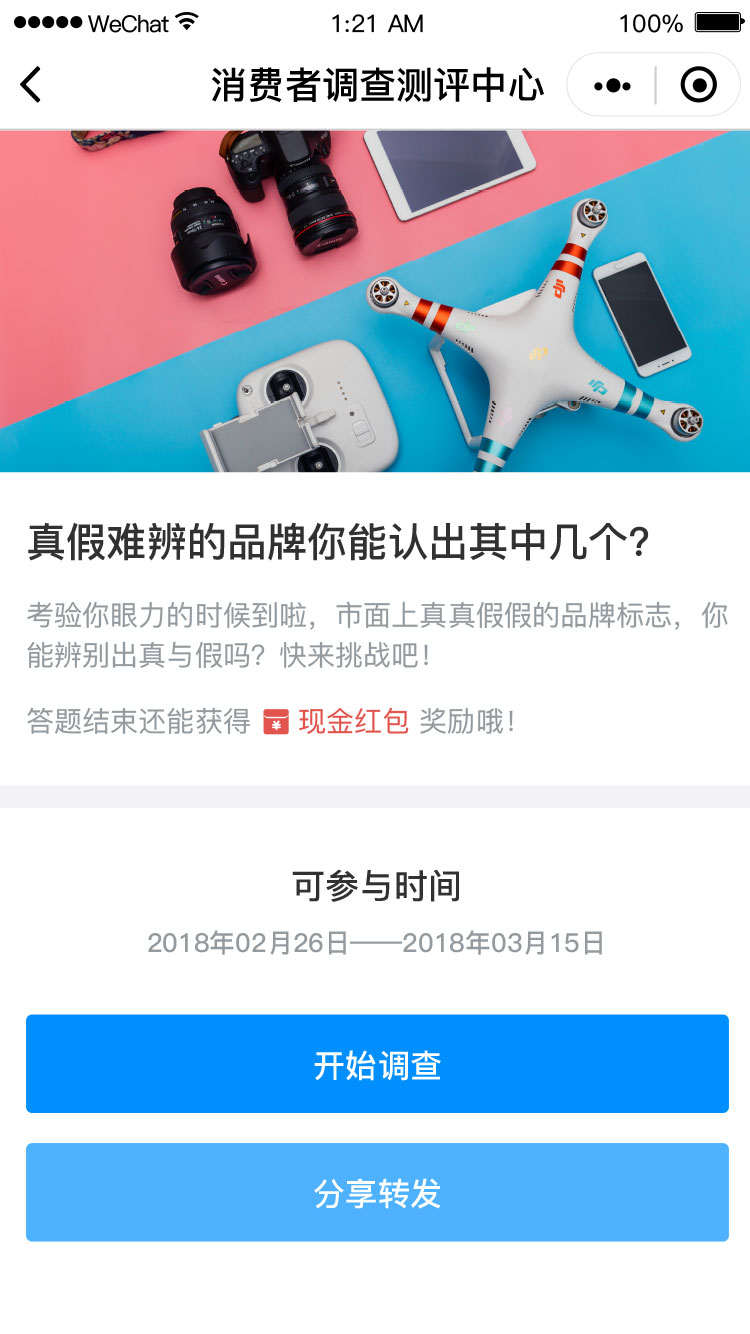 WeChat 1:21 AM 100%
消费者调查测评中心
真假难辨的品牌你能认出其中几个？
考验你眼力的时候到啦，市面上真真假假的品牌标志，你
能辨别出真与假吗？快来挑战吧！
答题结束还能获得 ¥ 现金红包 奖励哦！
可参与时间
2018年02月26日——2018年03月15日
开始调查
分享转发